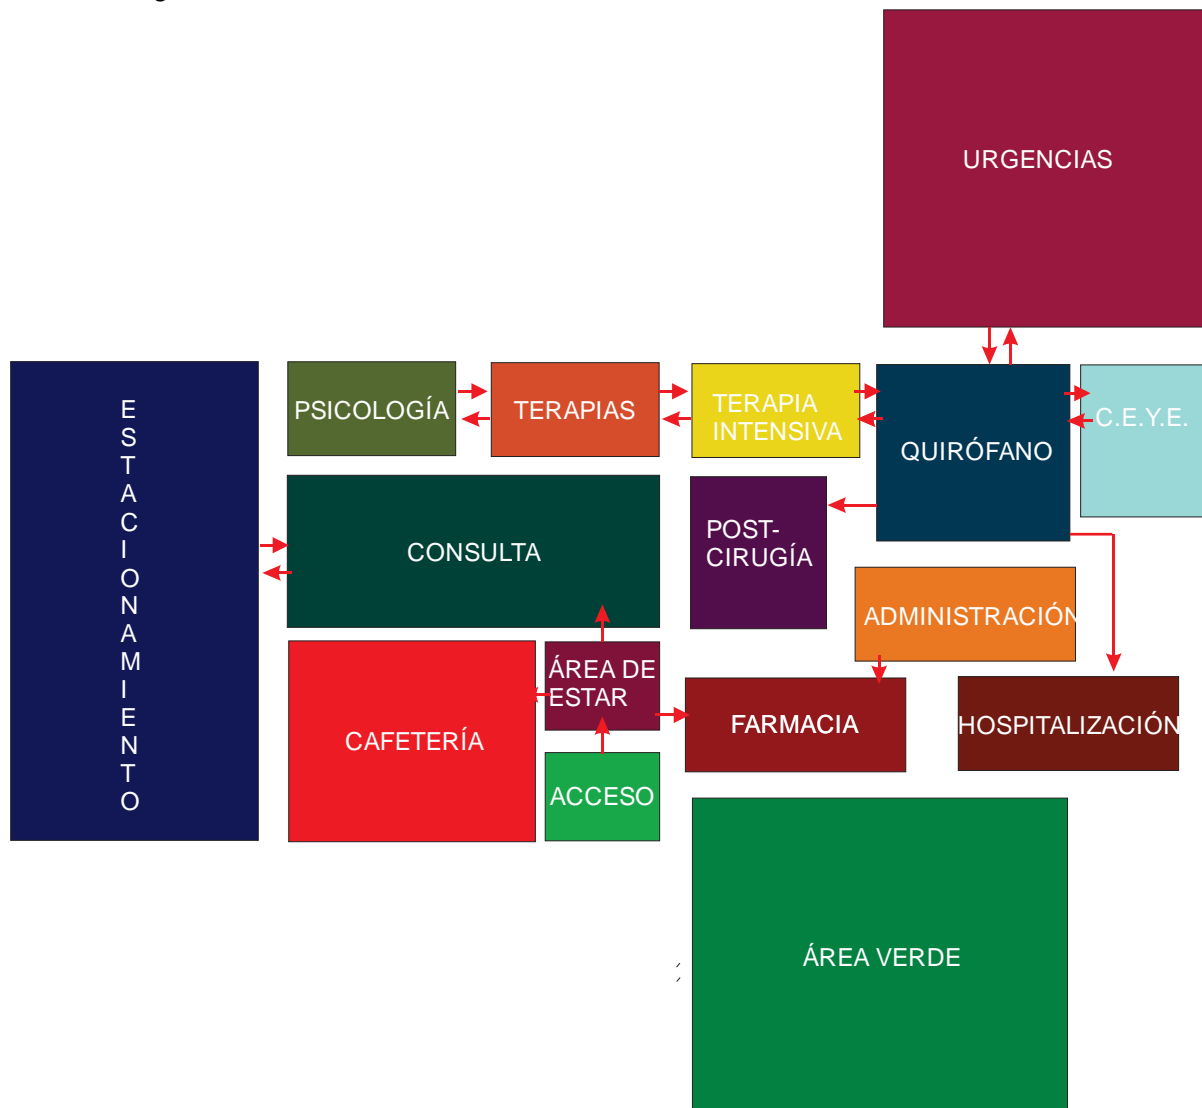 URGENCIAS
ESTACIONAMIENTO
PSICOLOGÍA
TERAPIAS
TERAPIA
INTENSIVA
QUIRÓFANO
C.E.Y.E.
CONSULTA
POST-
CIRUGÍA
ADMINISTRACIÓN
CAFETERÍA
ÁREA DE
ESTAR
FARMACIA
HOSPITALIZACIÓN
ACCESO
ÁREA VERDE